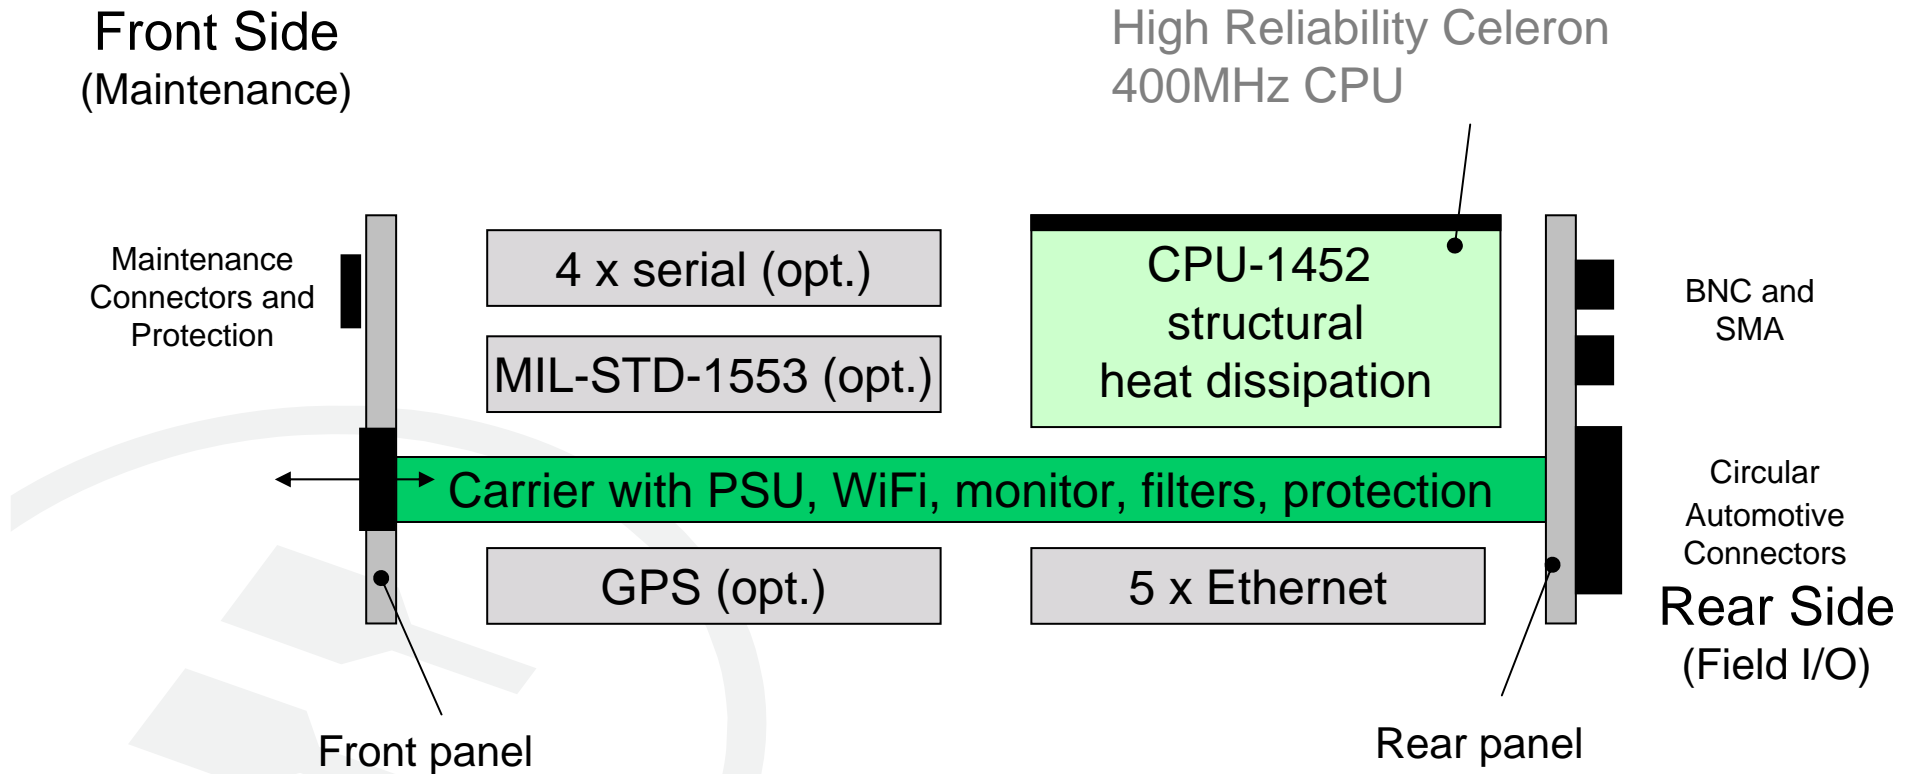 Front Side
(Maintenance)
High Reliability Celeron
400MHz CPU
Maintenance
Connectors and
Protection
4 x serial (opt.)
MIL-STD-1553 (opt.)
CPU-1452
structural
heat dissipation
BNC and
SMA
Carrier with PSU, WiFi, monitor, filters, protection
Circular
Automotive
Connectors
GPS (opt.)
5 x Ethernet
Rear Side
(Field I/O)
Front panel
Rear panel